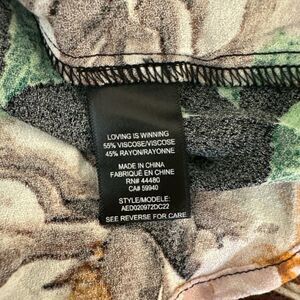 LOVING IS WINNING
55% VISCOSE/VISCOSE
45% RAYON/RAYONNE
MADE IN CHINA
FABRIQUÉ EN CHINE
RN# 44480
CA# 59940
STYLE/MODELE:
AED020972DC22
SEE REVERSE FOR CARE